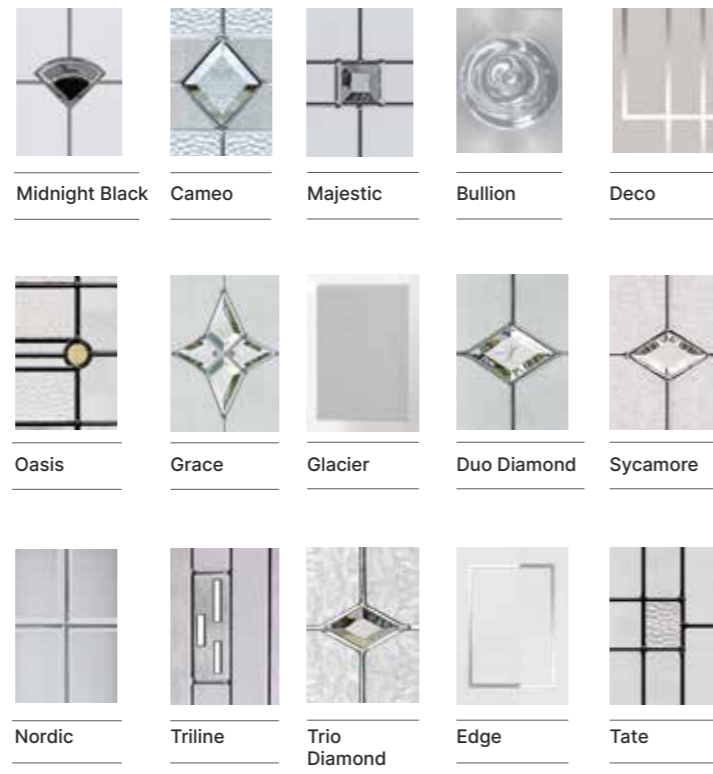 Midnight Black
Cameo
Majestic
Bullion
Deco
Oasis
Grace
Glacier
Duo Diamond
Sycamore
Nordic
Triline
Trio
Diamond
Edge
Tate